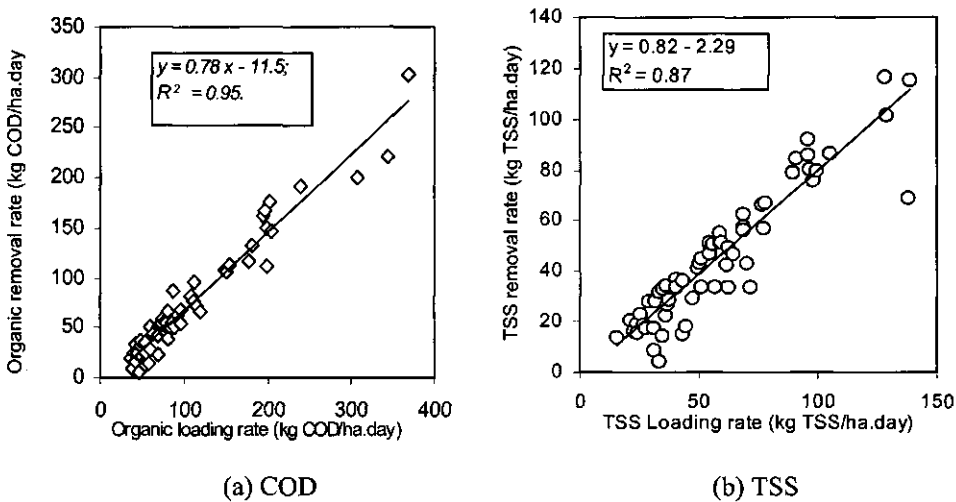 350
300
250
200
150
100
50
0
Organic removal rate (kg COD/ha.day)
y = 0.78 x - 11.5;
R² = 0.95.
0 100 200 300 400
Organic loading rate (kg COD/ha.day)
(a) COD
140
120
100
80
60
40
20
0
TSS removal rate (kg TSS/ha.day)
y = 0.82 - 2.29
R² = 0.87
0 50 100 150
TSS Loading rate (kg TSS/ha.day)
(b) TSS